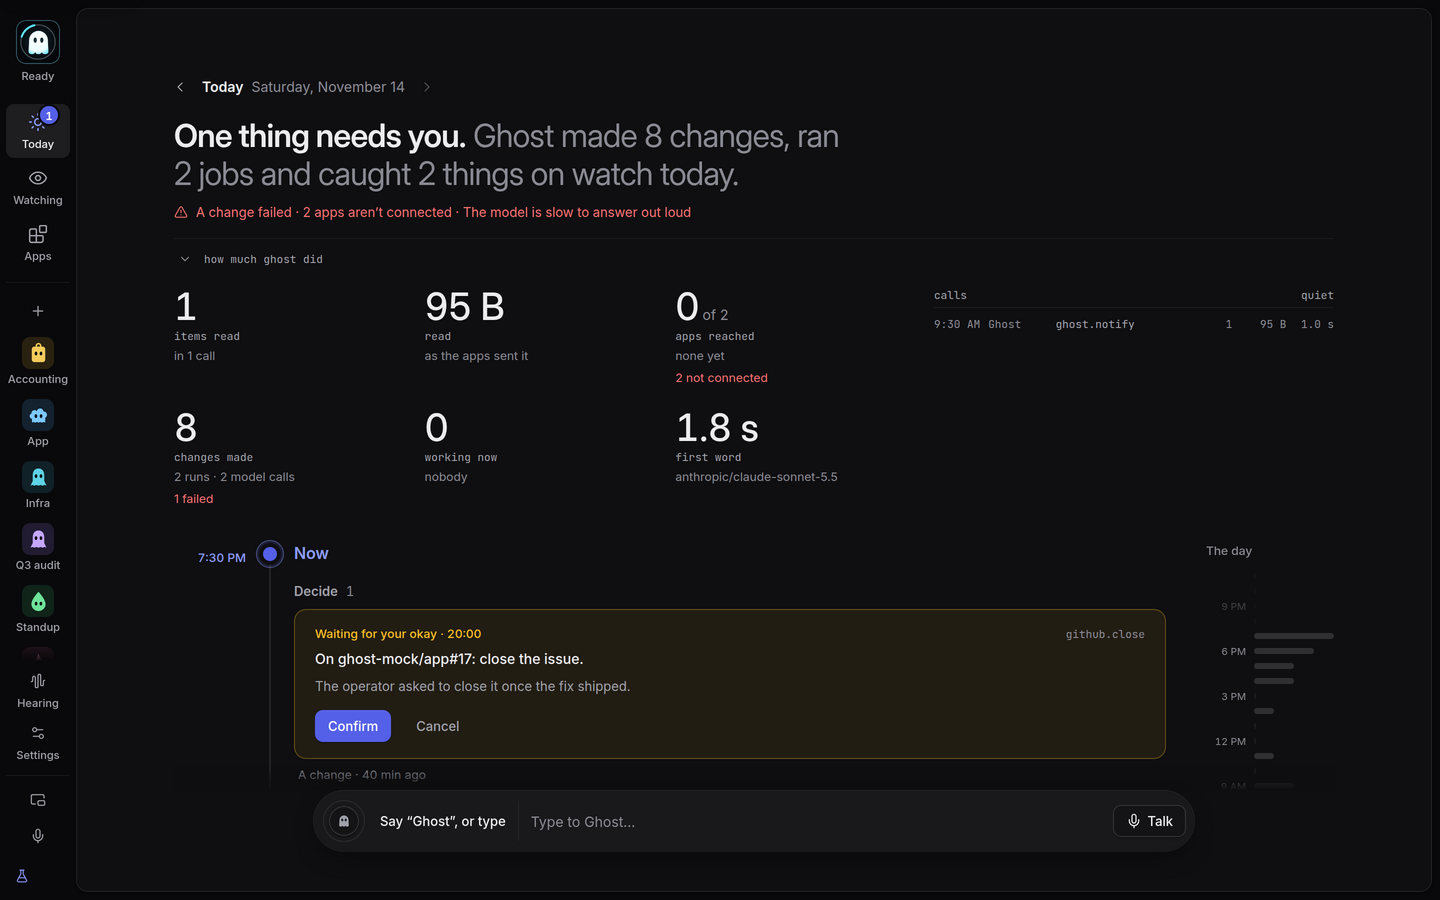 Ready
1
Today
Watching
Apps
Accounting
App
Infra
Q3 audit
Standup
Hearing
Settings
Today Saturday, November 14
One thing needs you. Ghost made 8 changes, ran
2 jobs and caught 2 things on watch today.
A change failed · 2 apps aren’t connected · The model is slow to answer out loud
how much ghost did
1
items read
in 1 call
95 B
read
as the apps sent it
0 of 2
apps reached
none yet
2 not connected
calls quiet
9:30 AM Ghost ghost.notify 1 95 B 1.0 s
8
changes made
2 runs · 2 model calls
1 failed
0
working now
nobody
1.8 s
first word
anthropic/claude-sonnet-5.5
7:30 PM
Now
Decide 1
Waiting for your okay · 20:00
github.close
On ghost-mock/app#17: close the issue.
The operator asked to close it once the fix shipped.
Confirm
Cancel
A change · 40 min ago
The day
9 PM
6 PM
3 PM
12 PM
9 AM
Say “Ghost”, or type
Type to Ghost...
Talk